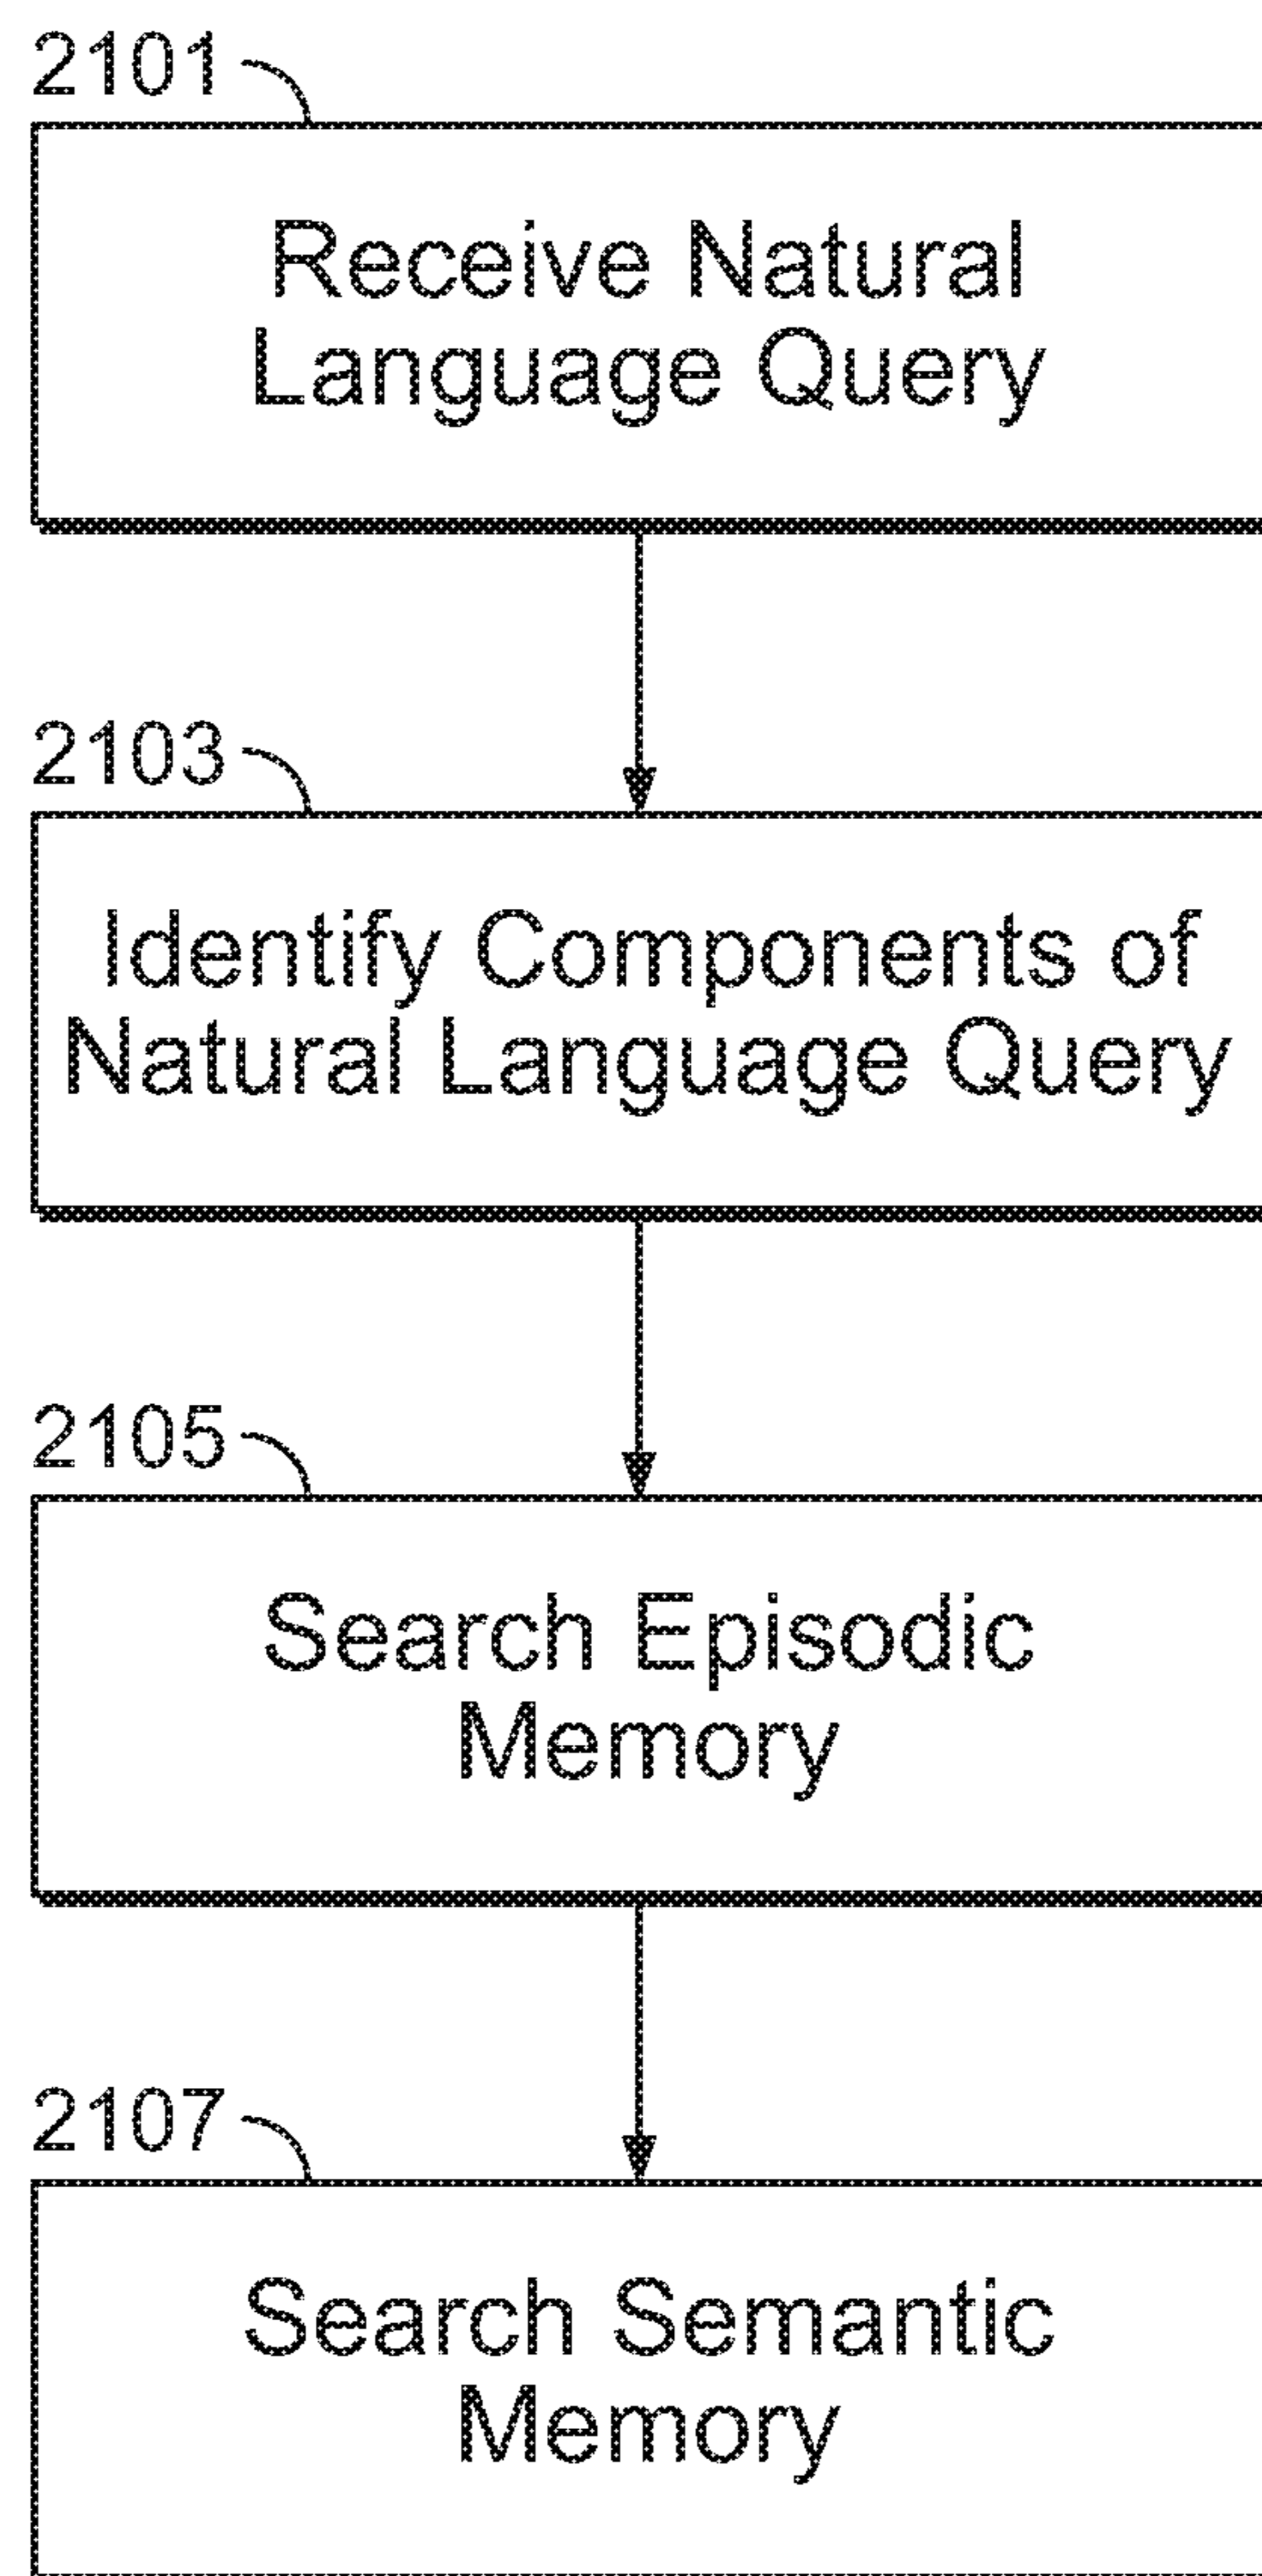 2101
Receive Natural
Language Query
2103
Identify Components of
Natural Language Query
2105
Search Episodic
Memory
2107
Search Semantic
Memory